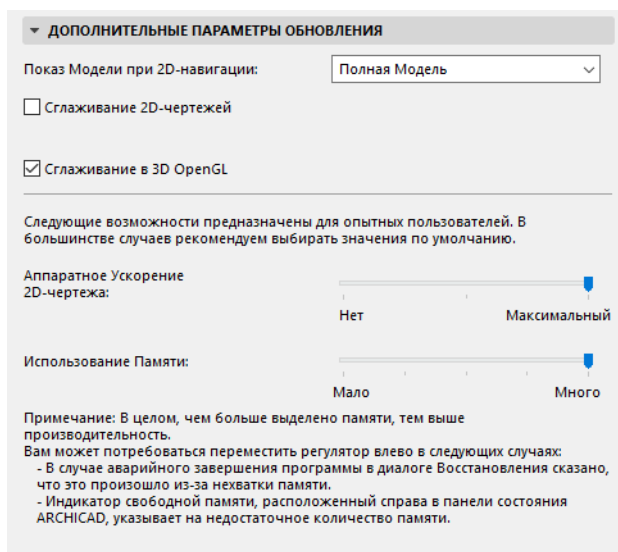 ДОПОЛНИТЕЛЬНЫЕ ПАРАМЕТРЫ ОБНОВЛЕНИЯ
Показ Модели при 2D-навигации: Полная Модель
Сглаживание 2D-чертежей
Сглаживание в 3D OpenGL
Следующие возможности предназначены для опытных пользователей. В
большинстве случаев рекомендуем выбирать значения по умолчанию.
Аппаратное Ускорение
2D-чертежа:
Нет Максимальный
Использование Памяти:
Мало Много
Примечание: В целом, чем больше выделено памяти, тем выше
производительность.
Вам может потребоваться переместить регулятор влево в следующих случаях:
- В случае аварийного завершения программы в диалоге Восстановления сказано,
что это произошло из-за нехватки памяти.
- Индикатор свободной памяти, расположенный справа в панели состояния
ARCHICAD, указывает на недостаточное количество памяти.